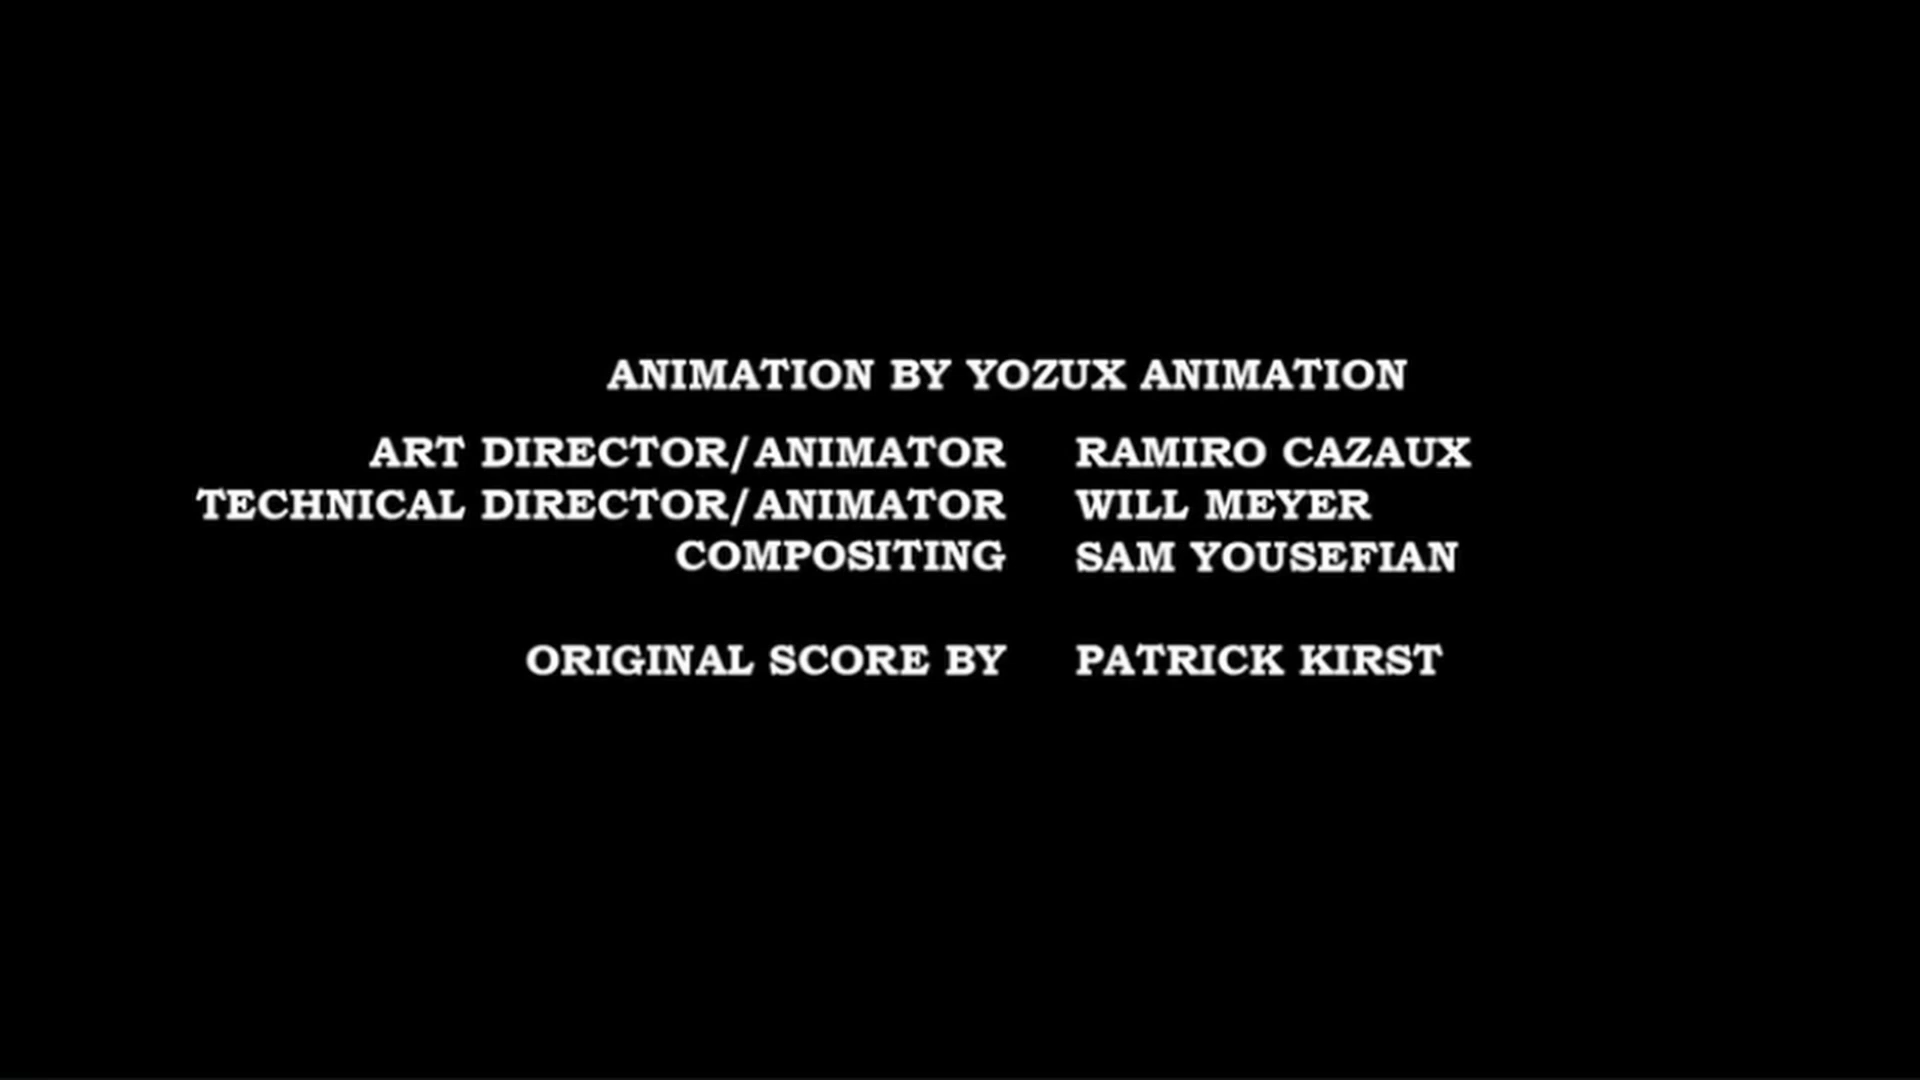 ANIMATION BY YOZUX ANIMATION
ART DIRECTOR/ANIMATOR RAMIRO CAZAUX
TECHNICAL DIRECTOR/ANIMATOR WILL MEYER
COMPOSITING SAM YOUSEFIAN
ORIGINAL SCORE BY PATRICK KIRST